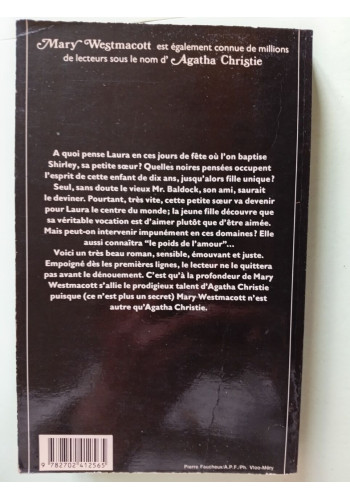 Mary Westmacott est également connue de millions
de lecteurs sous le nom d' Agatha Christie
A quoi pense Laura en ces jours de fête où l'on baptise
Shirley, sa petite sœur? Quelles noires pensées occupent
l'esprit de cette enfant de dix ans, jusqu'alors fille unique?
Seul, sans doute le vieux Mr. Baldock, son ami, saurait
le deviner. Pourtant, très vite, cette petite sœur va devenir
pour Laura le centre du monde; la jeune fille découvre que
sa véritable vocation est d'aimer plutôt que d'être aimée.
Mais peut-on intervenir impunément en ces domaines? Elle
aussi connaîtra "le poids de l'amour"...
Voici un très beau roman, sensible, émouvant et juste.
Empoigné dès les premières lignes, le lecteur ne le quittera
pas avant le dénouement. C'est qu'à la profondeur de Mary
Westmacott s'allie le prodigieux talent d'Agatha Christie
puisque (ce n'est plus un secret) Mary Westmacott n'est
autre qu'Agatha Christie.
9 782702 412565
Pierre Faucheux/A.P.F./Ph. Vloo-Méry